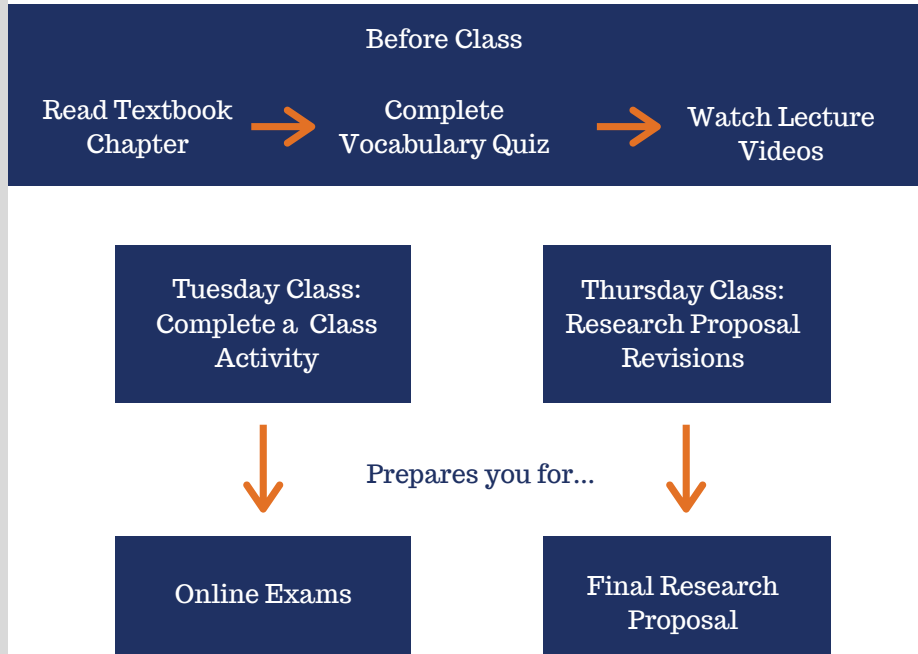 Before Class
Read Textbook
Chapter
Complete
Vocabulary Quiz
Watch Lecture
Videos
Tuesday Class:
Complete a Class
Activity
Thursday Class:
Research Proposal
Revisions
Prepares you for...
Online Exams
Final Research
Proposal